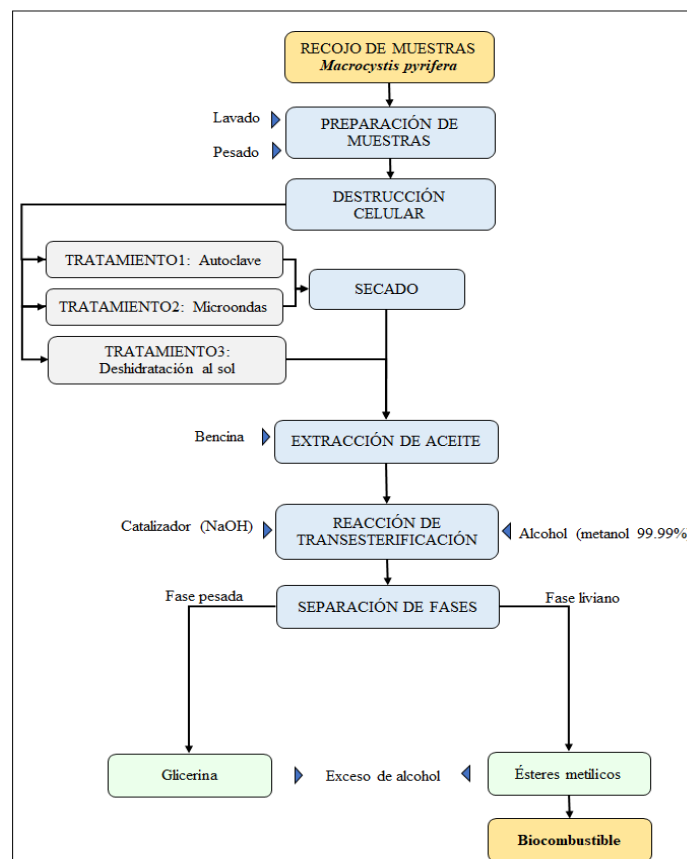 RECOJO DE MUESTRAS
Macrocystis pyrifera
Lavado
Pesado
PREPARACIÓN DE
MUESTRAS
DESTRUCCIÓN
CELULAR
TRATAMIENTO1: Autoclave
TRATAMIENTO2: Microondas
SECADO
TRATAMIENTO3:
Deshidratación al sol
Bencina
EXTRACCIÓN DE ACEITE
Catalizador (NaOH)
REACCIÓN DE
TRANSESTERIFICACIÓN
Alcohol (metanol 99.99%
Fase pesada
SEPARACIÓN DE FASES
Fase liviano
Glicerina
Exceso de alcohol
Ésteres metílicos
Biocombustible